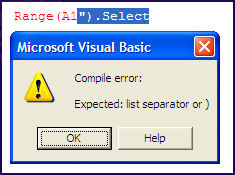 Range(A1").Select
Microsoft Visual Basic
Compile error:
Expected: list separator or )
OK
Help